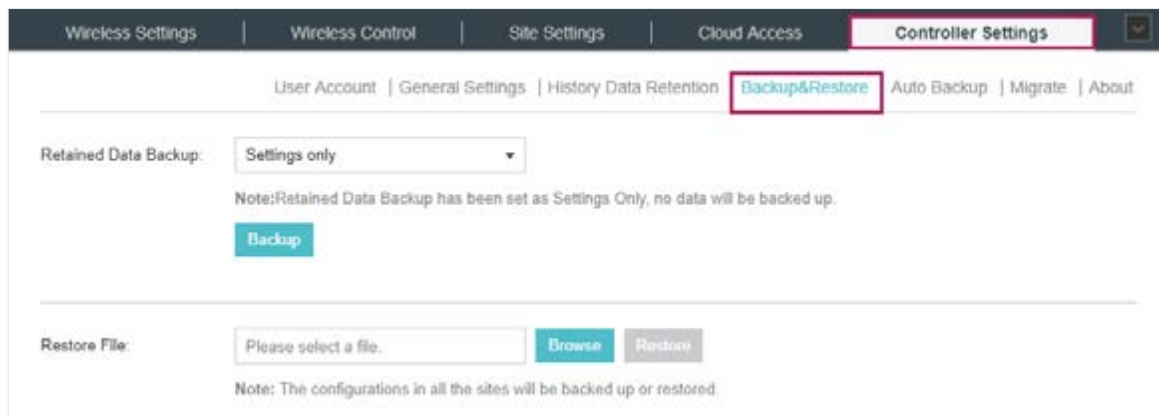 Wireless Settings | Wireless Control | Site Settings | Cloud Access Controller Settings
User Account | General Settings | History Data Retention Backup&Restore Auto Backup | Migrate | About
Retained Data Backup: Settings only
Note:Retained Data Backup has been set as Settings Only, no data will be backed up.
Backup
Restore File: Please select a file. Browse Restore
Note: The configurations in all the sites will be backed up or restored.